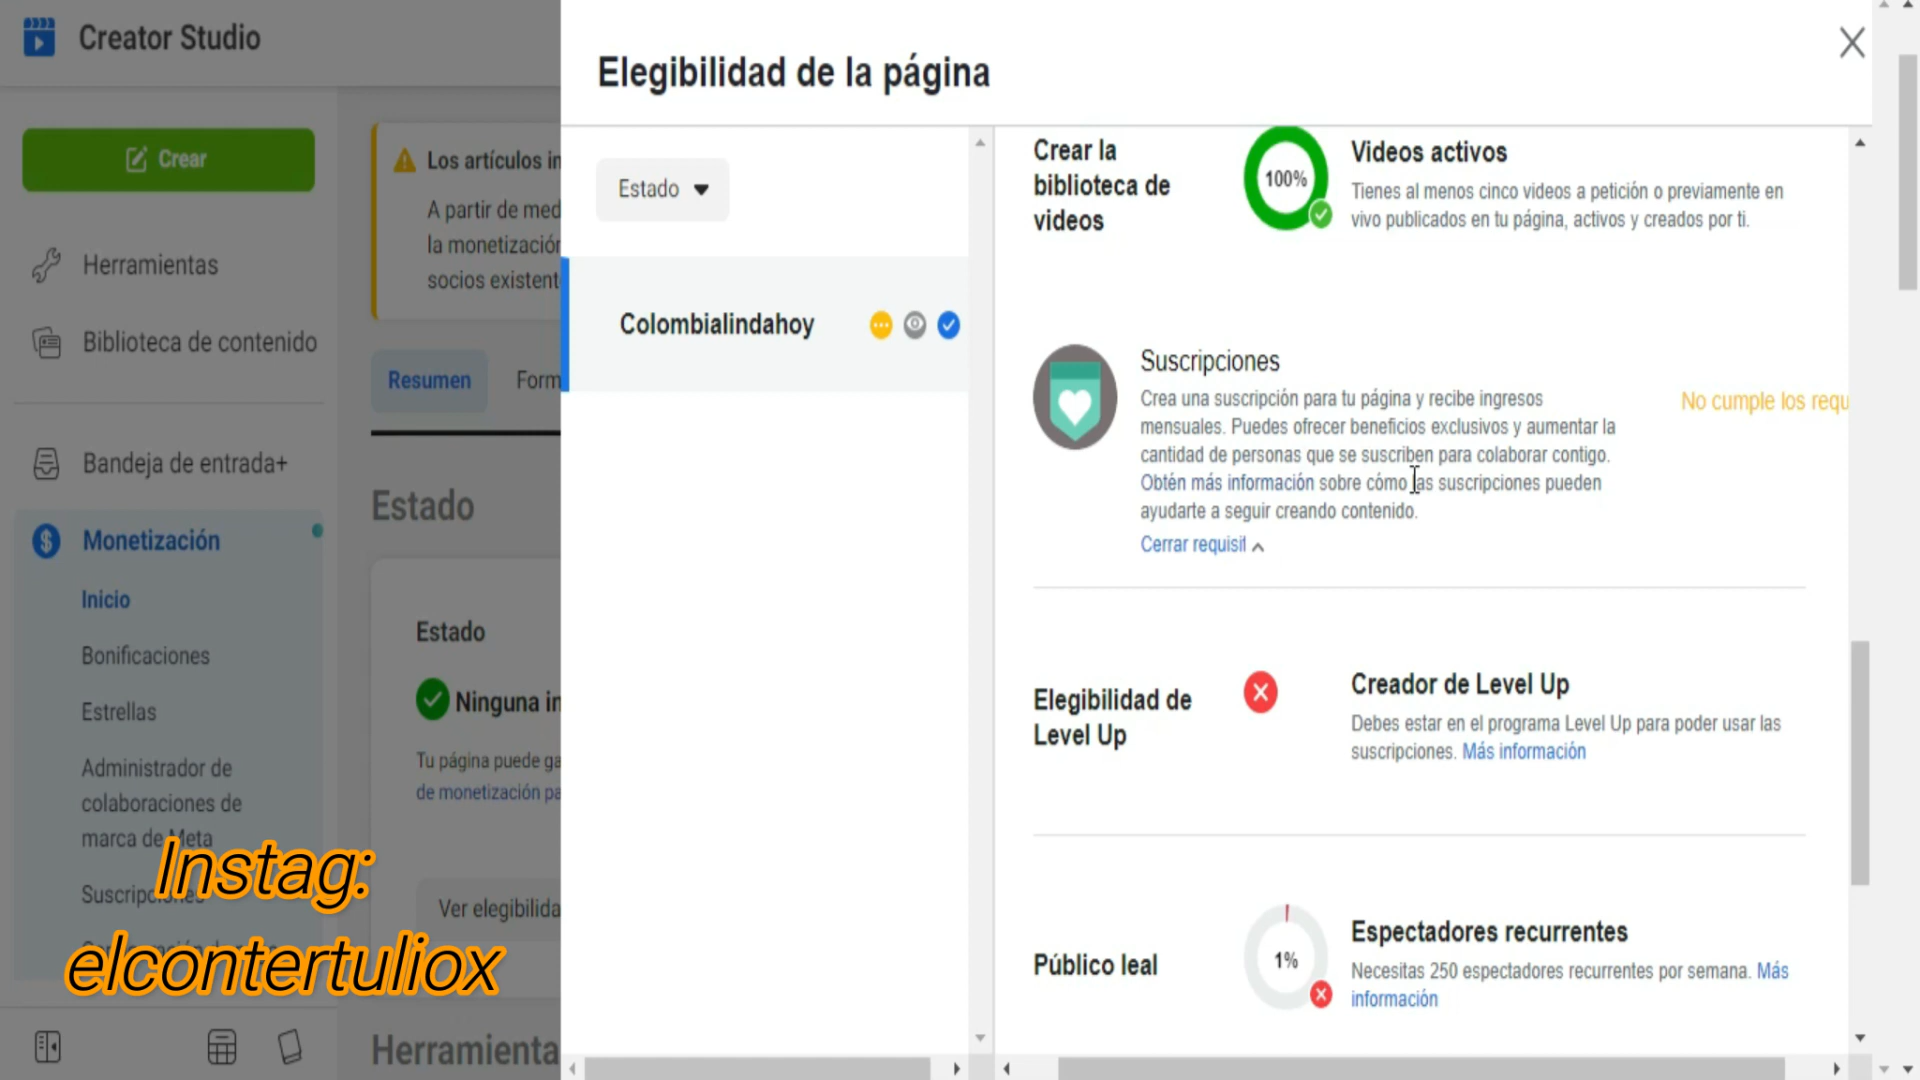 Creator Studio
Crear
Herramientas
Biblioteca de contenido
Bandeja de entrada+
Monetización
Inicio
Bonificaciones
Estrellas
Administrador de
colaboraciones de
marca de Meta
Suscripciones
Instag:
elcontertuliox
Los artículos in
A partir de med
la monetización
socios existent
Resumen
Form
Estado
Estado
Ninguna in
Tu página puede ga
de monetización pa
Ver elegibilida
Herramienta
Elegibilidad de la página
Estado
Colombialindahoy
Crear la
biblioteca de
videos
100%
Videos activos
Tienes al menos cinco videos a petición o previamente en
vivo publicados en tu página, activos y creados por ti.
Suscripciones
Crea una suscripción para tu página y recibe ingresos
mensuales. Puedes ofrecer beneficios exclusivos y aumentar la
cantidad de personas que se suscriben para colaborar contigo.
Obtén más información sobre cómo las suscripciones pueden
ayudarte a seguir creando contenido.
Cerrar requisit
No cumple los requ
Elegibilidad de
Level Up
Creador de Level Up
Debes estar en el programa Level Up para poder usar las
suscripciones. Más información
Público leal
1%
Espectadores recurrentes
Necesitas 250 espectadores recurrentes por semana. Más
información